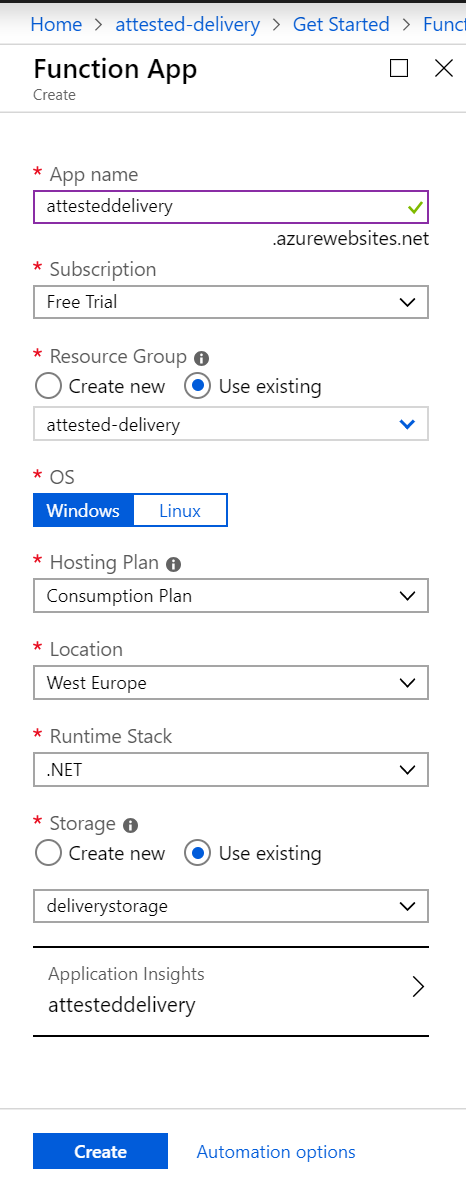 Home > attested-delivery > Get Started >
Function App
Create
* App name
attesteddelivery
.azurewebsites.net
* Subscription
Free Trial
* Resource Group
Create new Use existing
attested-delivery
* OS
Windows Linux
* Hosting Plan
Consumption Plan
* Location
West Europe
* Runtime Stack
.NET
* Storage
Create new Use existing
deliverystorage
Application Insights
attesteddelivery
Create Automation options